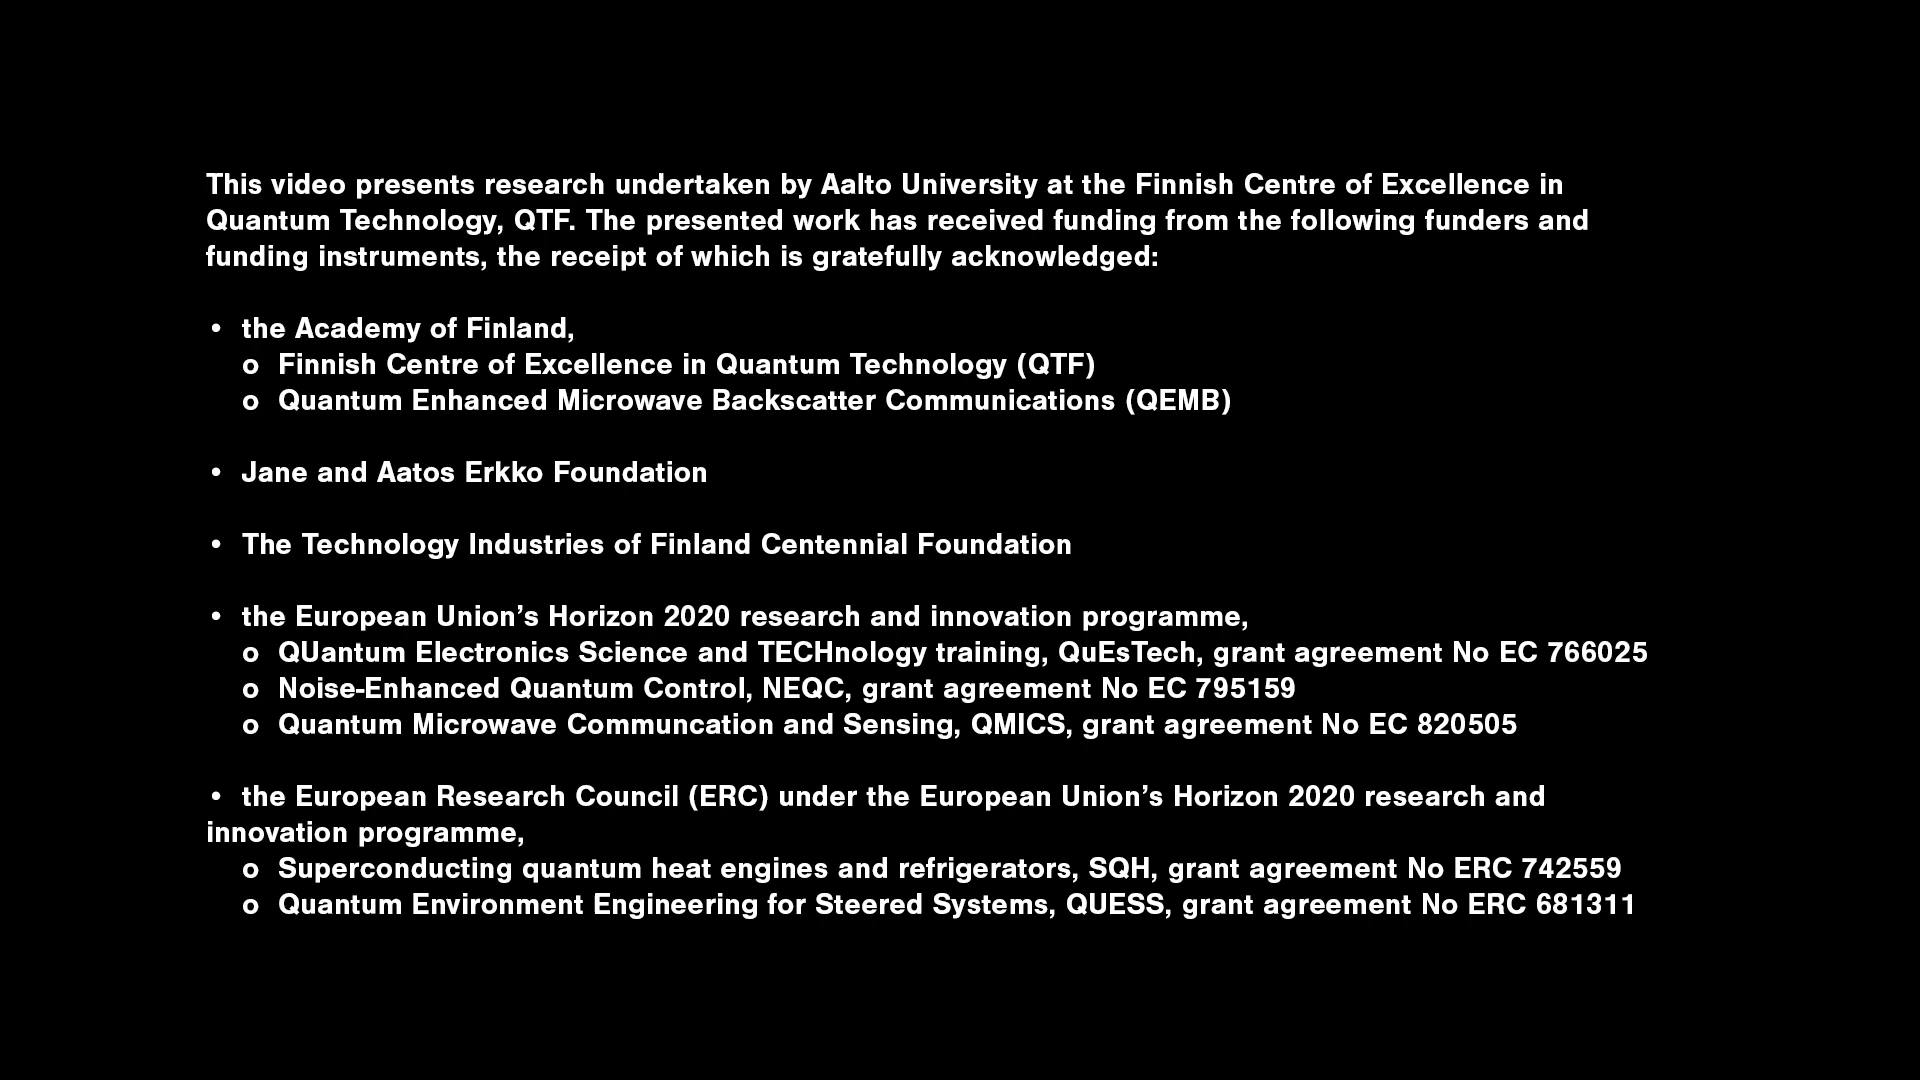 This video presents research undertaken by Aalto University at the Finnish Centre of Excellence in
Quantum Technology, QTF. The presented work has received funding from the following funders and
funding instruments, the receipt of which is gratefully acknowledged:
• the Academy of Finland,
o Finnish Centre of Excellence in Quantum Technology (QTF)
o Quantum Enhanced Microwave Backscatter Communications (QEMB)
• Jane and Aatos Erkko Foundation
• The Technology Industries of Finland Centennial Foundation
• the European Union’s Horizon 2020 research and innovation programme,
o QUantum Electronics Science and TECHnology training, QuEsTech, grant agreement No EC 766025
o Noise-Enhanced Quantum Control, NEQC, grant agreement No EC 795159
o Quantum Microwave Communcation and Sensing, QMICS, grant agreement No EC 820505
• the European Research Council (ERC) under the European Union’s Horizon 2020 research and
innovation programme,
o Superconducting quantum heat engines and refrigerators, SQH, grant agreement No ERC 742559
o Quantum Environment Engineering for Steered Systems, QUESS, grant agreement No ERC 681311